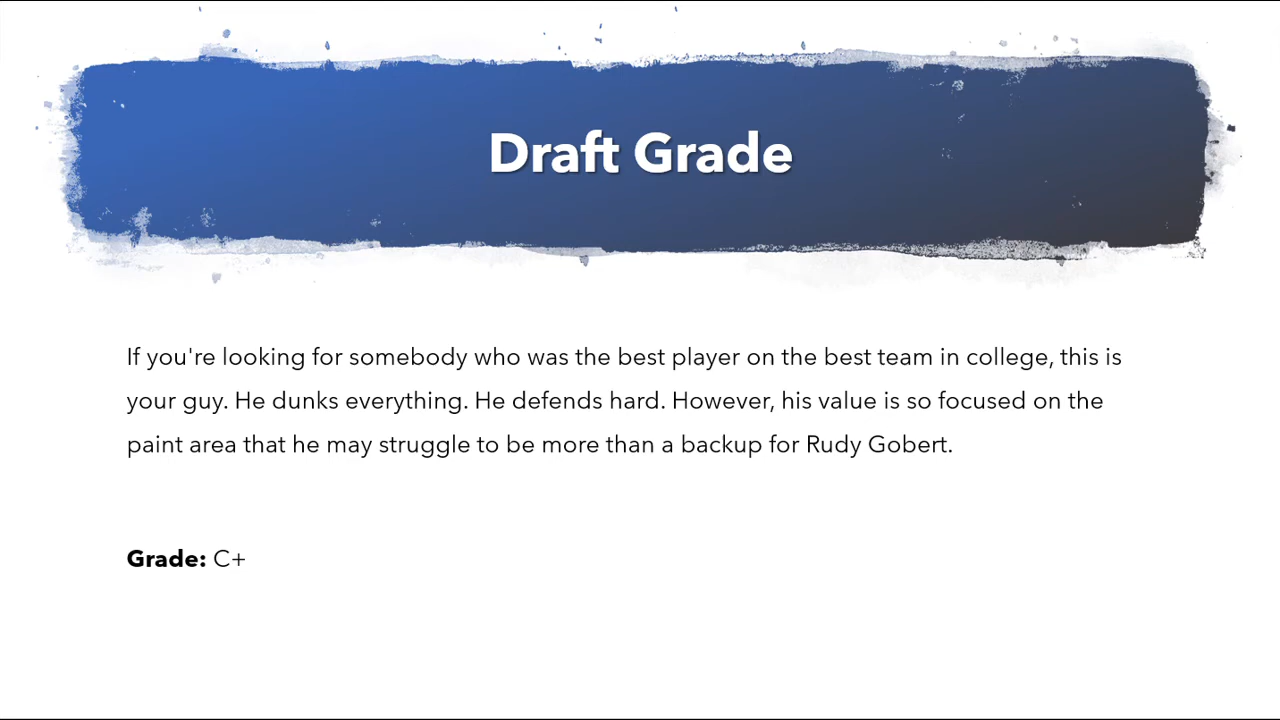 Draft Grade
If you're looking for somebody who was the best player on the best team in college, this is
your guy. He dunks everything. He defends hard. However, his value is so focused on the
paint area that he may struggle to be more than a backup for Rudy Gobert.
Grade: C+